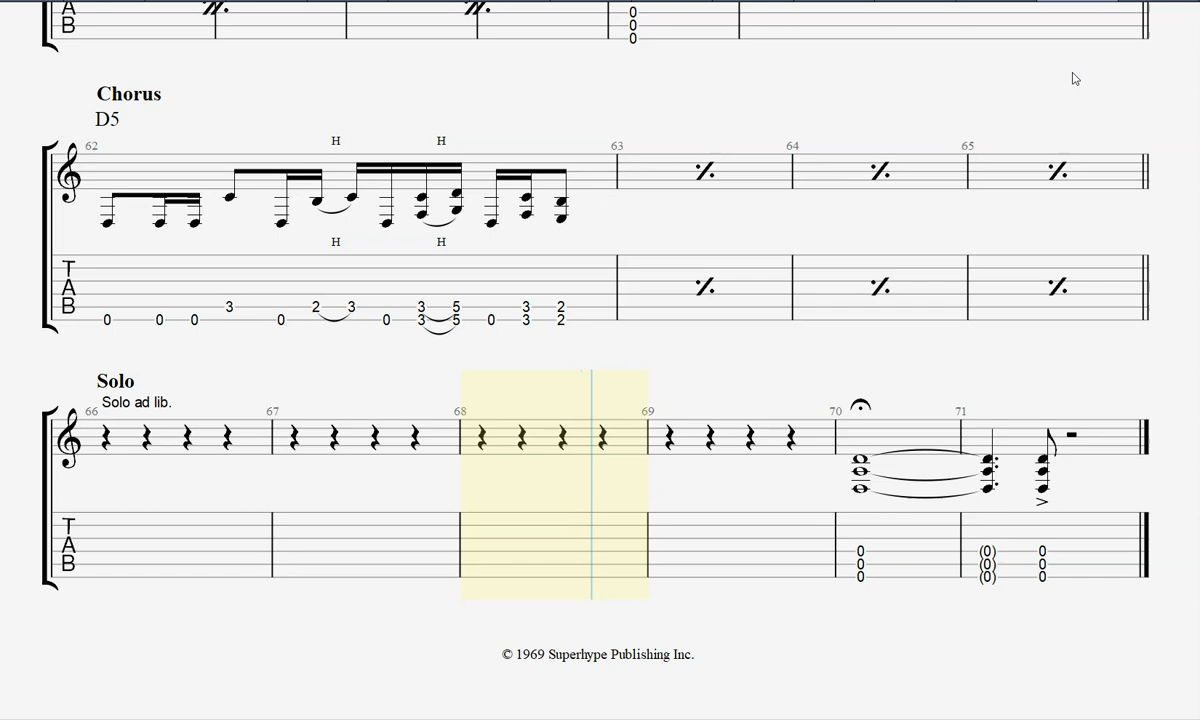 A
B
0
0
0
Chorus
D5
62 H H 63 64 65
H H
T
A
B 3 2 3 3 5 3 2
0 0 0 0 0 3 5 0 3 2
Solo
66 Solo ad lib. 67 68 69 70 71
T
A 0 (0) 0
B 0 (0) 0
0 (0) 0
© 1969 Superhype Publishing Inc.